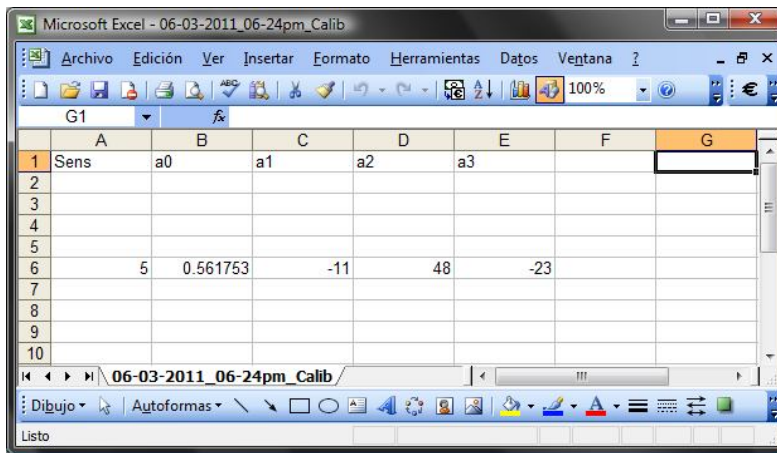 Microsoft Excel - 06-03-2011_06-24pm_Calib
Archivo Edición Ver Insertar Formato Herramientas Datos Ventana ?
100%
€
G1 fx
A B C D E F G
1 Sens a0 a1 a2 a3
2
3
4
5
6 5 0.561753 -11 48 -23
7
8
9
10
06-03-2011_06-24pm_Calib
Dibujo Autoformas A
Listo